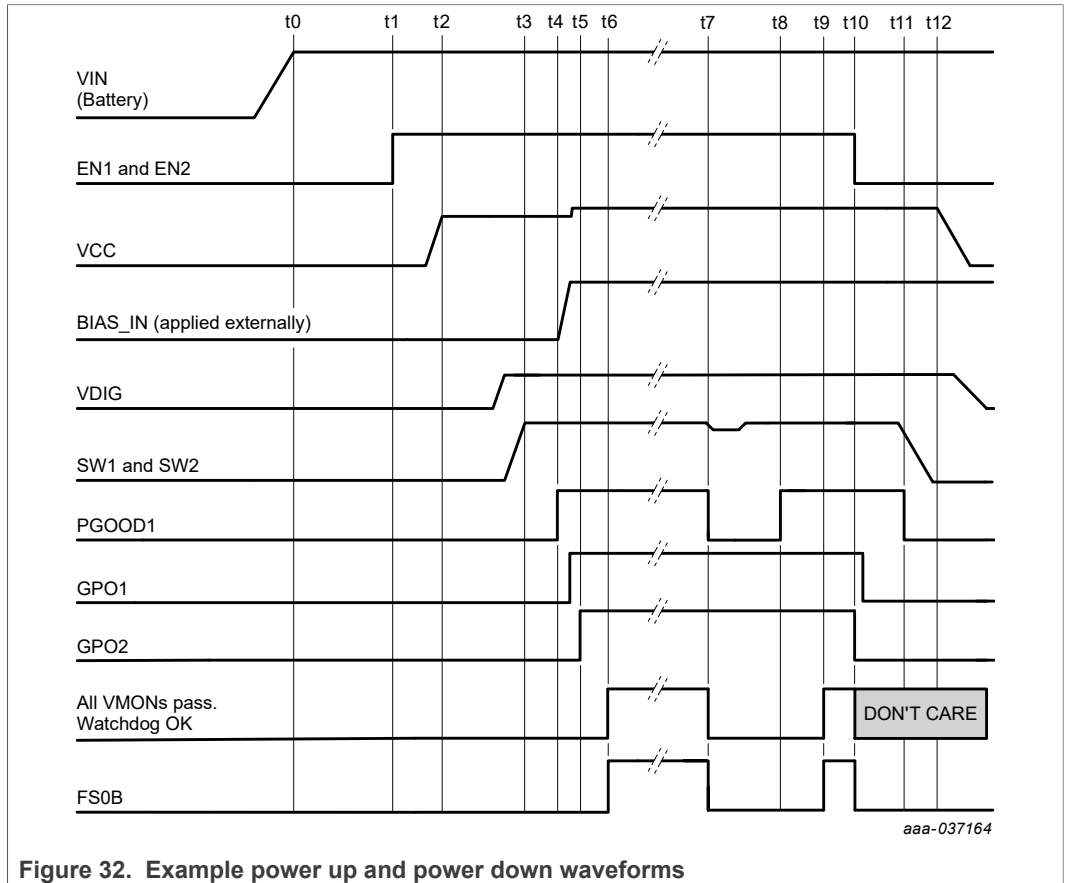 t0 t1 t2 t3 t4 t5 t6 t7 t8 t9 t10 t11 t12
VIN
(Battery)
EN1 and EN2
VCC
BIAS_IN (applied externally)
VDIG
SW1 and SW2
PGOOD1
GPO1
GPO2
All VMONs pass.
Watchdog OK
DON'T CARE
FS0B
aaa-037164
Figure 32. Example power up and power down waveforms